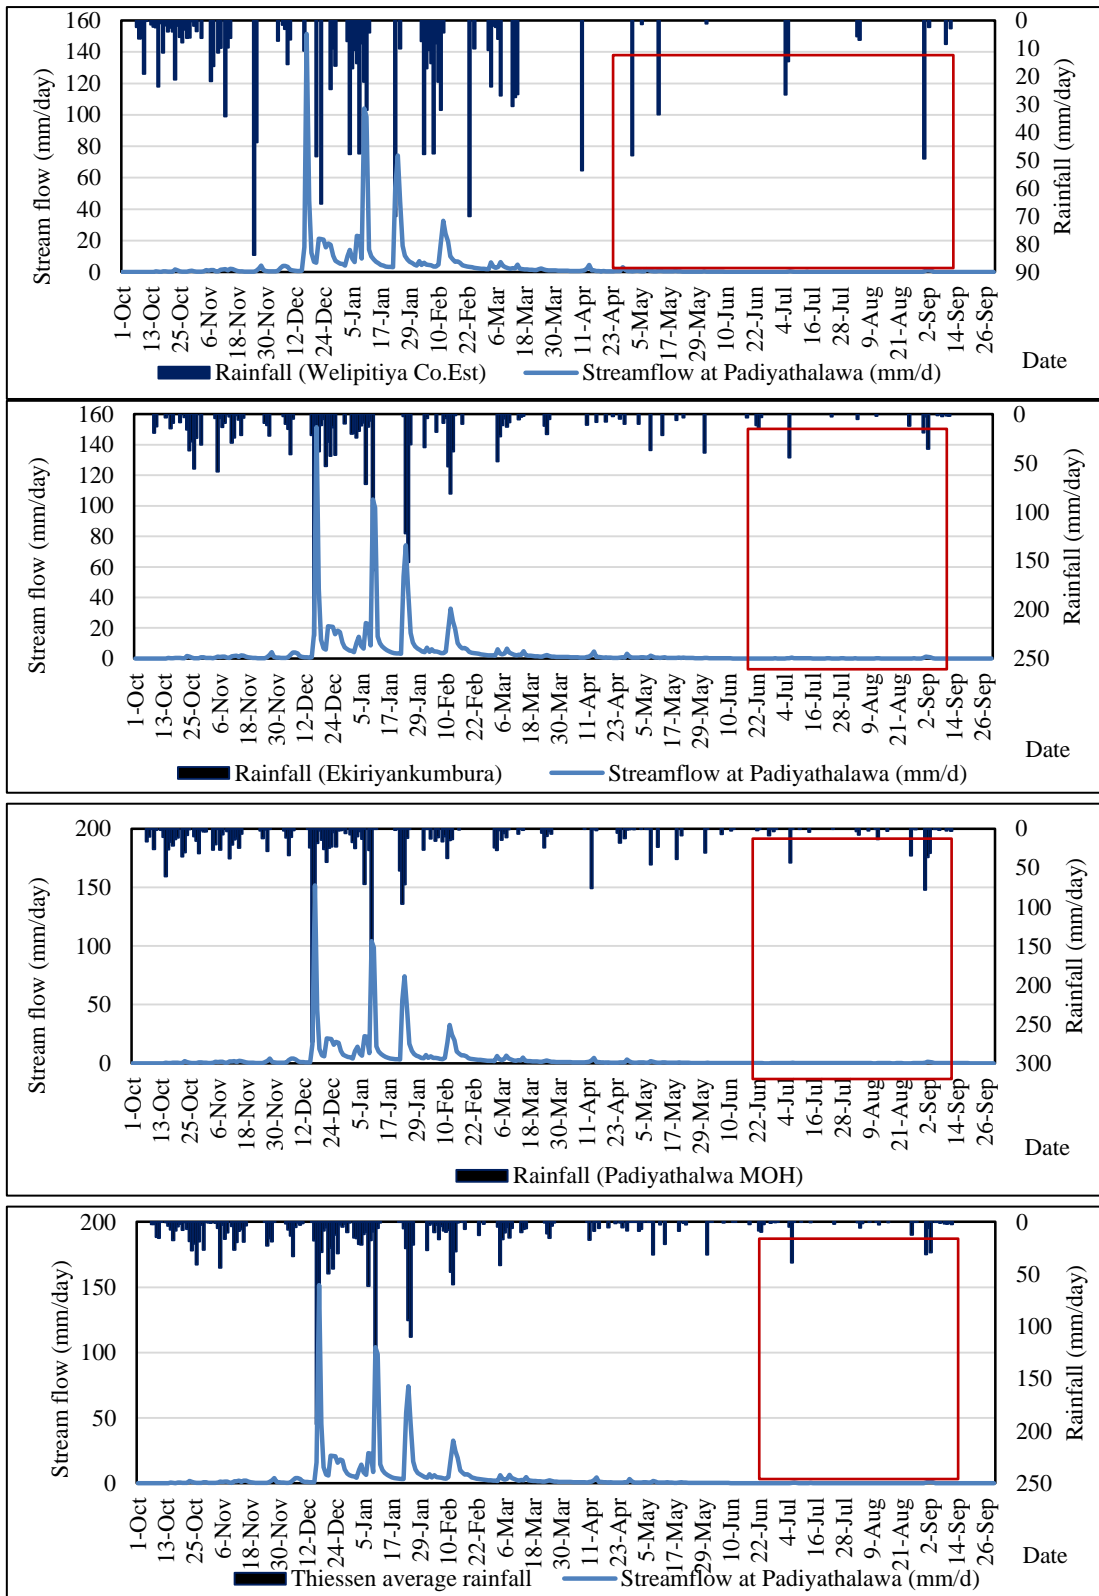 160 140 120 100 80 60 40 20 0
Stream flow (mm/day)
0 10 20 30 40 50 60 70 80 90
Rainfall (mm/day)
1-Oct 13-Oct 25-Oct 6-Nov 18-Nov 30-Nov 12-Dec 24-Dec 5-Jan 17-Jan 29-Jan 10-Feb 22-Feb 6-Mar 18-Mar 30-Mar 11-Apr 23-Apr 5-May 17-May 29-May 10-Jun 22-Jun 4-Jul 16-Jul 28-Jul 9-Aug 21-Aug 2-Sep 14-Sep 26-Sep
Date
Rainfall (Welipitiya Co.Est) Streamflow at Padiyathalawa (mm/d)
160 140 120 100 80 60 40 20 0
Stream flow (mm/day)
0 50 100 150 200 250
Rainfall (mm/day)
1-Oct 13-Oct 25-Oct 6-Nov 18-Nov 30-Nov 12-Dec 24-Dec 5-Jan 17-Jan 29-Jan 10-Feb 22-Feb 6-Mar 18-Mar 30-Mar 11-Apr 23-Apr 5-May 17-May 29-May 10-Jun 22-Jun 4-Jul 16-Jul 28-Jul 9-Aug 21-Aug 2-Sep 14-Sep 26-Sep
Date
Rainfall (Ekiriyankumbura) Streamflow at Padiyathalawa (mm/d)
200 150 100 50 0
Stream flow (mm/day)
0 50 100 150 200 250 300
Rainfall (mm/day)
1-Oct 13-Oct 25-Oct 6-Nov 18-Nov 30-Nov 12-Dec 24-Dec 5-Jan 17-Jan 29-Jan 10-Feb 22-Feb 6-Mar 18-Mar 30-Mar 11-Apr 23-Apr 5-May 17-May 29-May 10-Jun 22-Jun 4-Jul 16-Jul 28-Jul 9-Aug 21-Aug 2-Sep 14-Sep 26-Sep
Date
Rainfall (Padiyathalwa MOH)
200 150 100 50 0
Stream flow (mm/day)
0 50 100 150 200 250
Rainfall (mm/day)
1-Oct 13-Oct 25-Oct 6-Nov 18-Nov 30-Nov 12-Dec 24-Dec 5-Jan 17-Jan 29-Jan 10-Feb 22-Feb 6-Mar 18-Mar 30-Mar 11-Apr 23-Apr 5-May 17-May 29-May 10-Jun 22-Jun 4-Jul 16-Jul 28-Jul 9-Aug 21-Aug 2-Sep 14-Sep 26-Sep
Date
Thiessen average rainfall Streamflow at Padiyathalawa (mm/d)